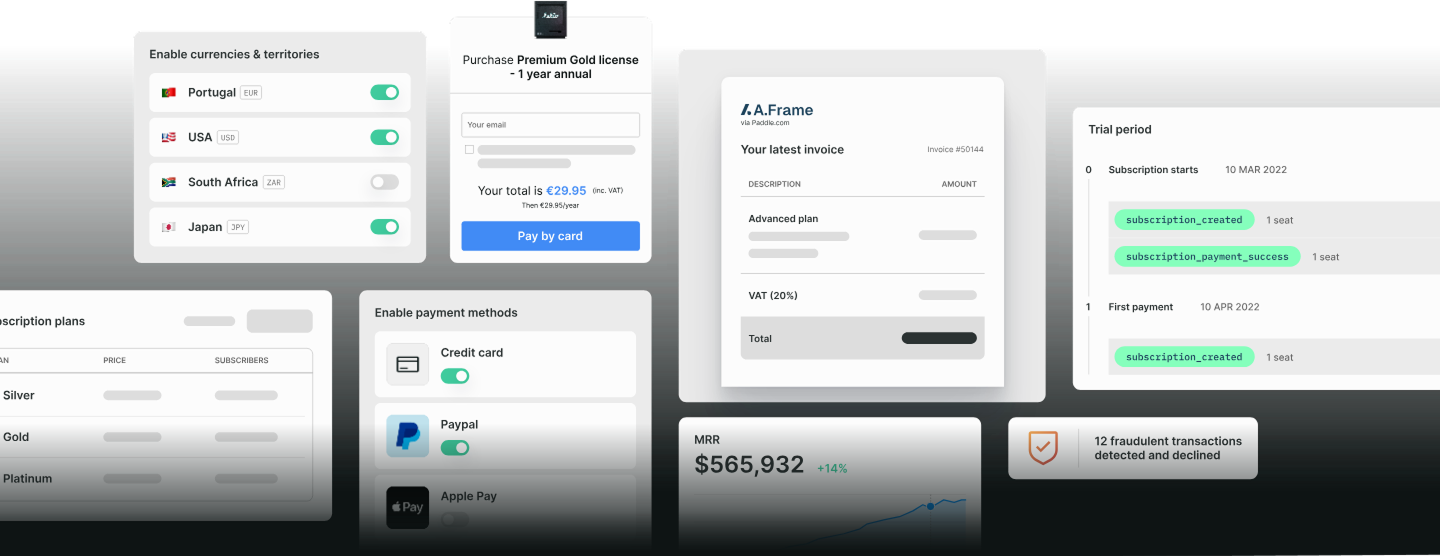 Enable currencies & territories
Portugal EUR
USA USD
South Africa ZAR
Japan JPY
Paddle
Purchase Premium Gold license
- 1 year annual
Your email
Your total is €29.95 (inc. VAT)
Then €29.95/year
Pay by card
A.Frame
via Paddle.com
Your latest invoice Invoice #50144
DESCRIPTION AMOUNT
Advanced plan
VAT (20%)
Total
Trial period
0 Subscription starts 10 MAR 2022
subscription_created 1 seat
subscription_payment_success 1 seat
1 First payment 10 APR 2022
subscription_created 1 seat
scription plans
AN PRICE SUBSCRIBERS
Silver
Gold
Platinum
Enable payment methods
Credit card
Paypal
Pay
Apple Pay
MRR
$565,932 +14%
12 fraudulent transactions
detected and declined